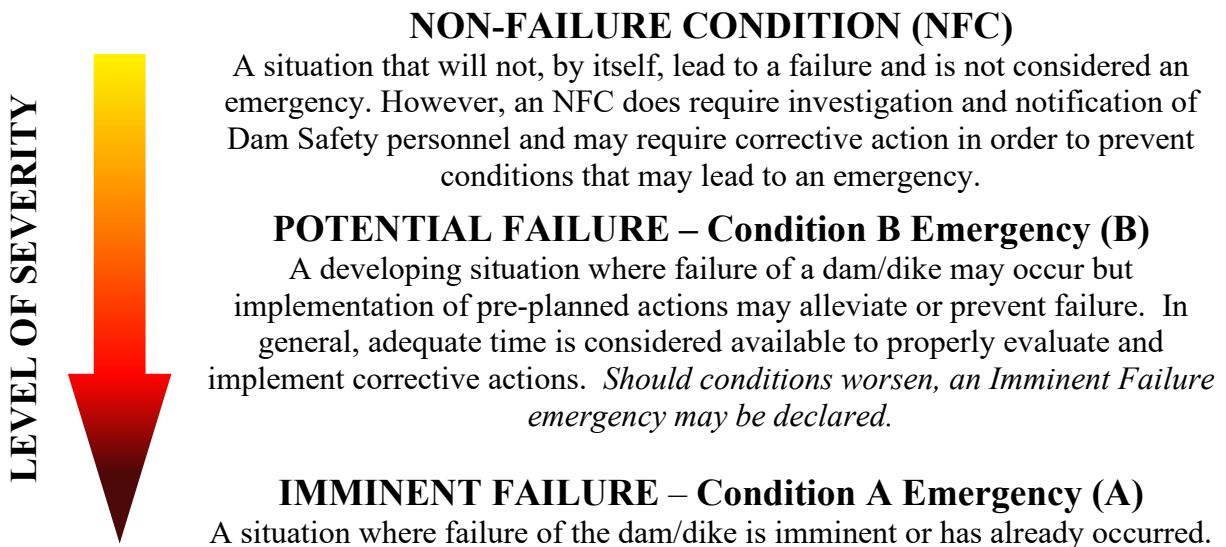 LEVEL OF SEVERITY
NON-FAILURE CONDITION (NFC)
A situation that will not, by itself, lead to a failure and is not considered an
emergency. However, an NFC does require investigation and notification of
Dam Safety personnel and may require corrective action in order to prevent
conditions that may lead to an emergency.
POTENTIAL FAILURE – Condition B Emergency (B)
A developing situation where failure of a dam/dike may occur but
implementation of pre-planned actions may alleviate or prevent failure. In
general, adequate time is considered available to properly evaluate and
implement corrective actions. Should conditions worsen, an Imminent Failure
emergency may be declared.
IMMINENT FAILURE – Condition A Emergency (A)
A situation where failure of the dam/dike is imminent or has already occurred.